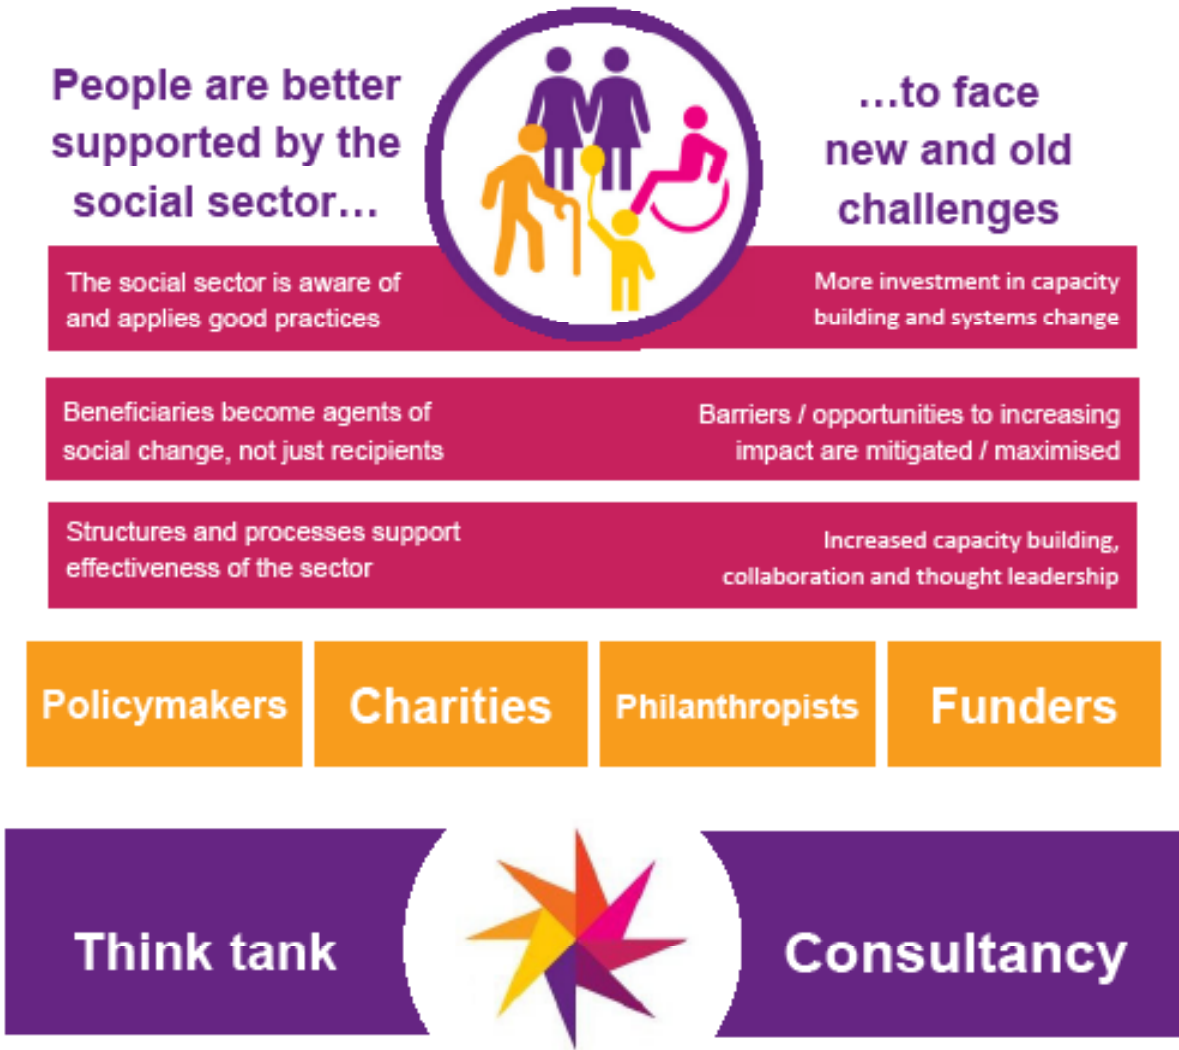 People are better
supported by the
social sector…
…to face
new and old
challenges
The social sector is aware of
and applies good practices
More investment in capacity
building and systems change
Beneficiaries become agents of
social change, not just recipients
Barriers / opportunities to increasing
impact are mitigated / maximised
Structures and processes support
effectiveness of the sector
Increased capacity building,
collaboration and thought leadership
Policymakers
Charities
Philanthropists
Funders
Think tank
Consultancy